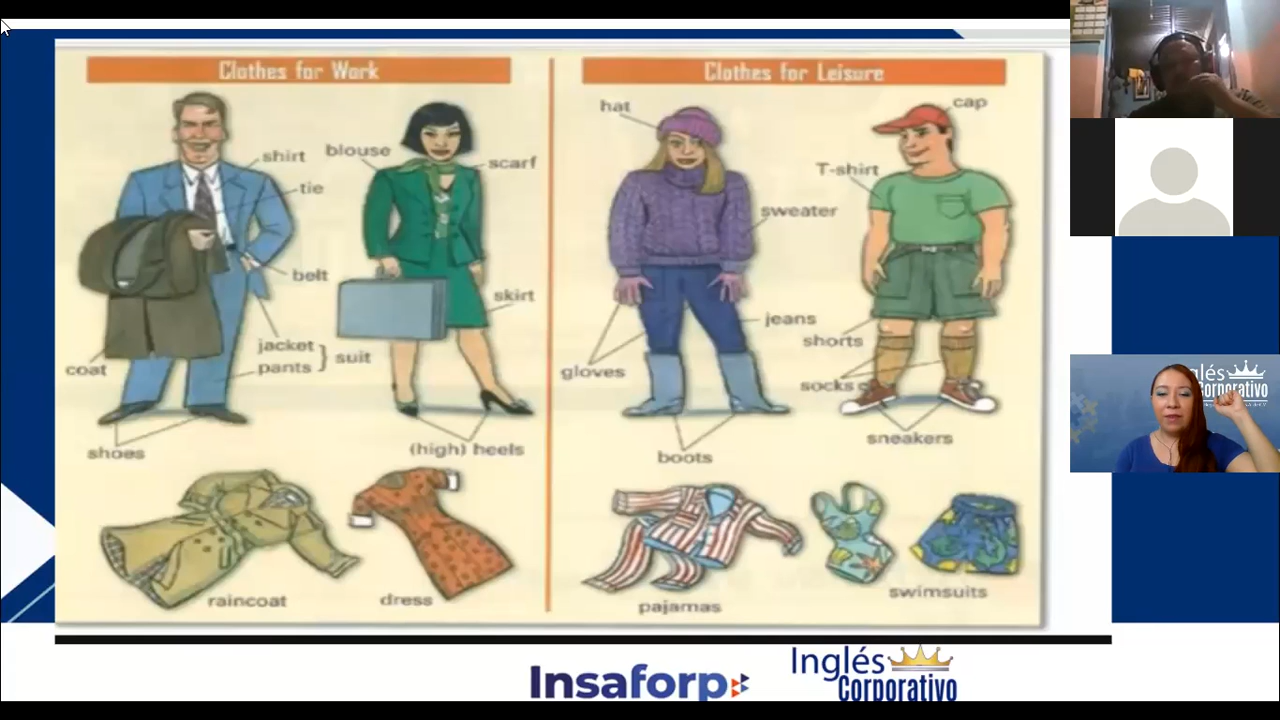 Clothes for Work
shirt
blouse
scarf
tie
belt
skirt
jacket
pants
suit
coat
shoes
(high) heels
raincoat
dress
Clothes for Leisure
hat
cap
T-shirt
sweater
jeans
shorts
gloves
socks
sneakers
boots
pajamas
swimsuits
Insaforp
Inglés
Corporativo
glés
Corporativo